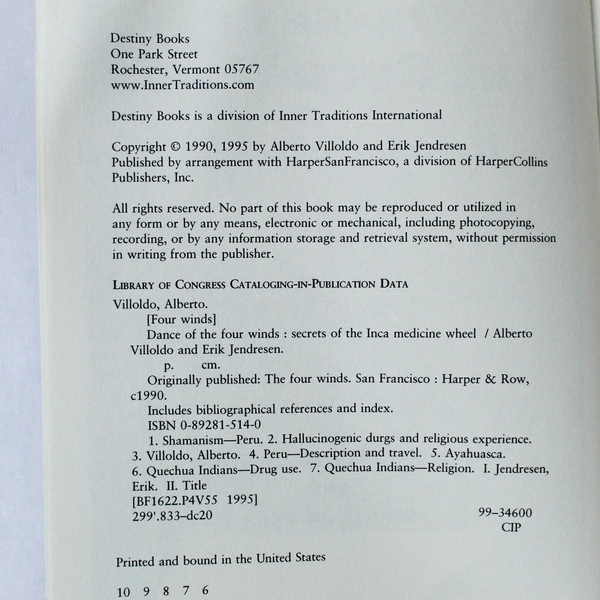 Destiny Books
One Park Street
Rochester, Vermont 05767
www.InnerTraditions.com
Destiny Books is a division of Inner Traditions International
Copyright © 1990, 1995 by Alberto Villoldo and Erik Jendresen
Published by arrangement with HarperSanFrancisco, a division of HarperCollins
Publishers, Inc.
All rights reserved. No part of this book may be reproduced or utilized in
any form or by any means, electronic or mechanical, including photocopying,
recording, or by any information storage and retrieval system, without permission
in writing from the publisher.
LIBRARY OF CONGRESS CATALOGING-IN-PUBLICATION DATA
Villoldo, Alberto.
[Four winds]
Dance of the four winds : secrets of the Inca medicine wheel / Alberto
Villoldo and Erik Jendresen.
p. cm.
Originally published: The four winds. San Francisco : Harper & Row,
c1990.
Includes bibliographical references and index.
ISBN 0-89281-514-0
1. Shamanism—Peru. 2. Hallucinogenic durgs and religious experience.
3. Villoldo, Alberto. 4. Peru—Description and travel. 5. Ayahuasca.
6. Quechua Indians—Drug use. 7. Quechua Indians—Religion. I. Jendresen,
Erik. II. Title
[BF1622.P4V55 1995]
299'.833–dc20 99–34600
CIP
Printed and bound in the United States
10 9 8 7 6